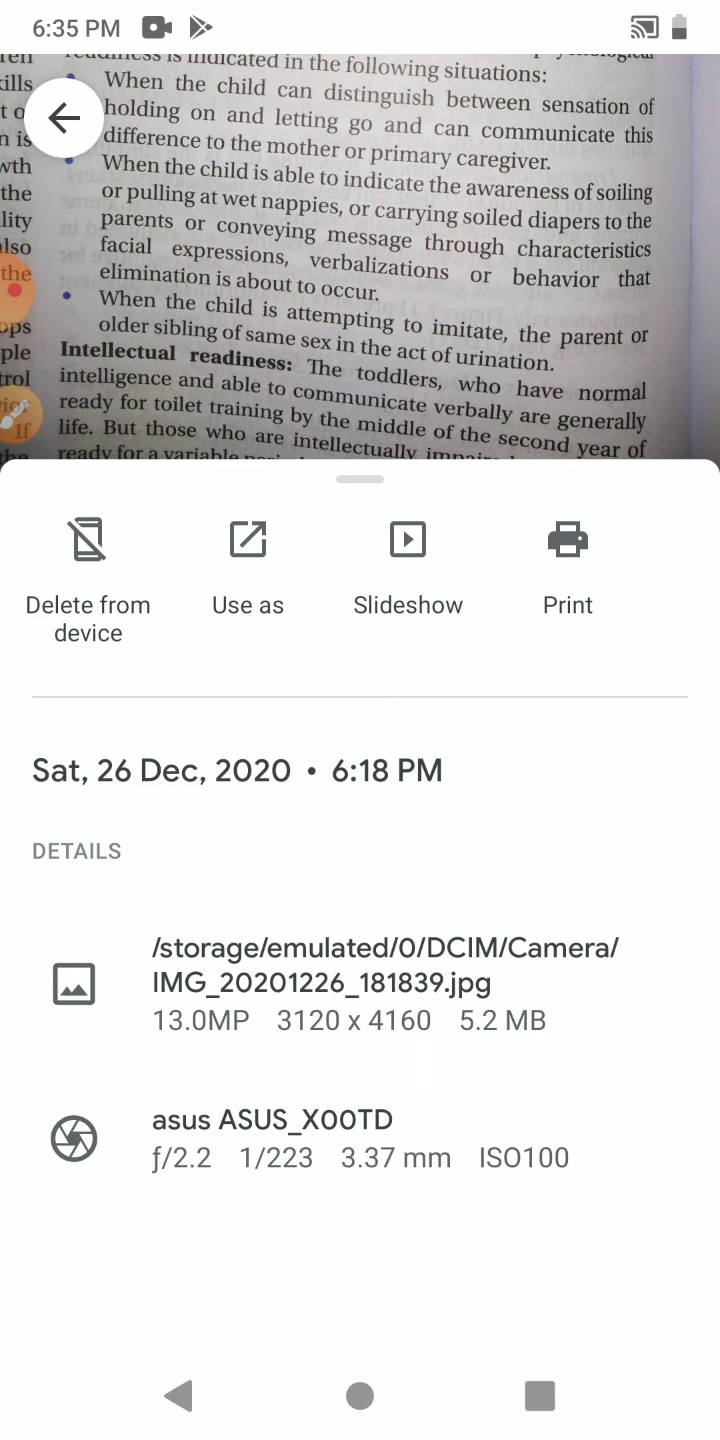 6:35 PM
readiness is indicated in the following situations:
• When the child can distinguish between sensation of
holding on and letting go and can communicate this
difference to the mother or primary caregiver.
• When the child is able to indicate the awareness of soiling
or pulling at wet nappies, or carrying soiled diapers to the
parents or conveying message through characteristics
facial expressions, verbalizations or behavior that
elimination is about to occur.
• When the child is attempting to imitate, the parent or
older sibling of same sex in the act of urination.
Intellectual readiness: The toddlers, who have normal
intelligence and able to communicate verbally are generally
ready for toilet training by the middle of the second year of
life. But those who are intellectually
ready for a variable
Delete from
device
Use as
Slideshow
Print
Sat, 26 Dec, 2020 • 6:18 PM
DETAILS
/storage/emulated/0/DCIM/Camera/
IMG_20201226_181839.jpg
13.0MP 3120 x 4160 5.2 MB
asus ASUS_X00TD
ƒ/2.2 1/223 3.37 mm ISO100